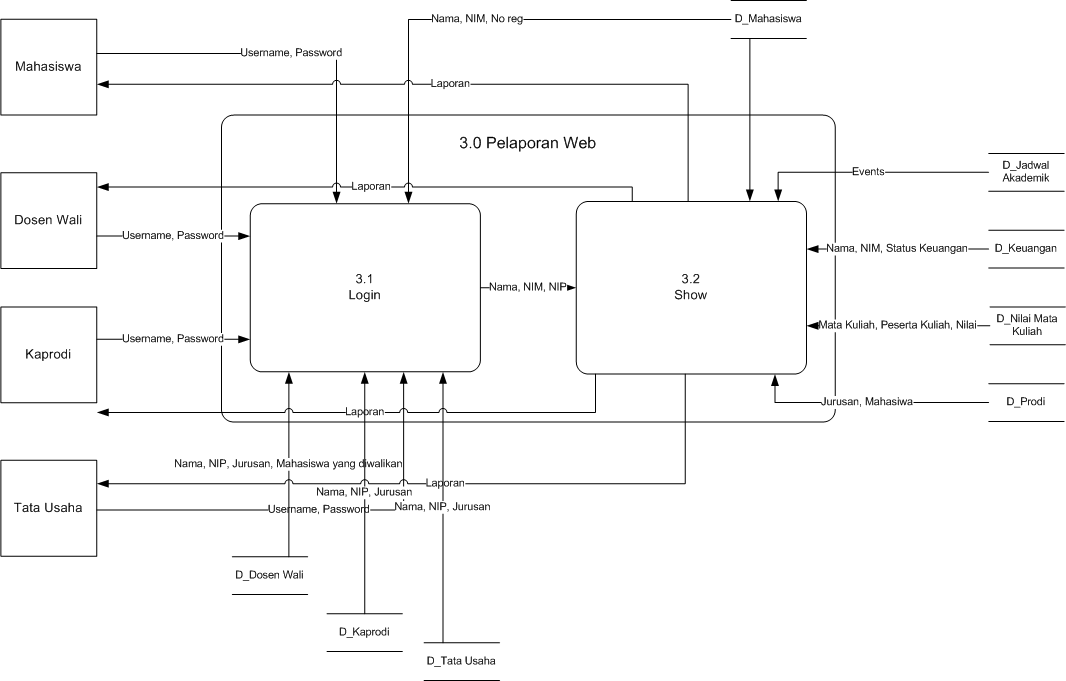 Nama, NIM, No reg
D_Mahasiswa
Username, Password
Mahasiswa
Laporan
3.0 Pelaporan Web
D_Jadwal
Akademik
Events
Laporan
Dosen Wali
Username, Password
Nama, NIM, Status Keuangan
D_Keuangan
3.1
Login
Nama, NIM, NIP
3.2
Show
Mata Kuliah, Peserta Kuliah, Nilai
D_Nilai Mata
Kuliah
Username, Password
Kaprodi
Laporan
Jurusan, Mahasiwa
D_Prodi
Nama, NIP, Jurusan, Mahasiswa yang diwalikan
Laporan
Nama, NIP, Jurusan
Tata Usaha
Username, Password
Nama, NIP, Jurusan
D_Dosen Wali
D_Kaprodi
D_Tata Usaha